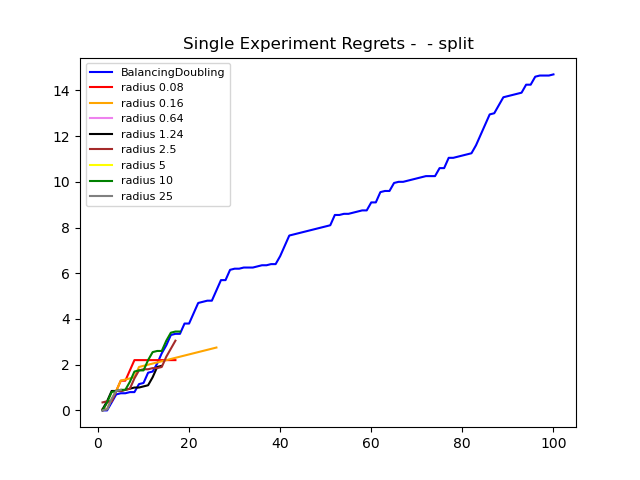 Single Experiment Regrets -  - split
BalancingDoubling
radius 0.08
radius 0.16
radius 0.64
radius 1.24
radius 2.5
radius 5
radius 10
radius 25
14
12
10
8
6
4
2
0
0 20 40 60 80 100